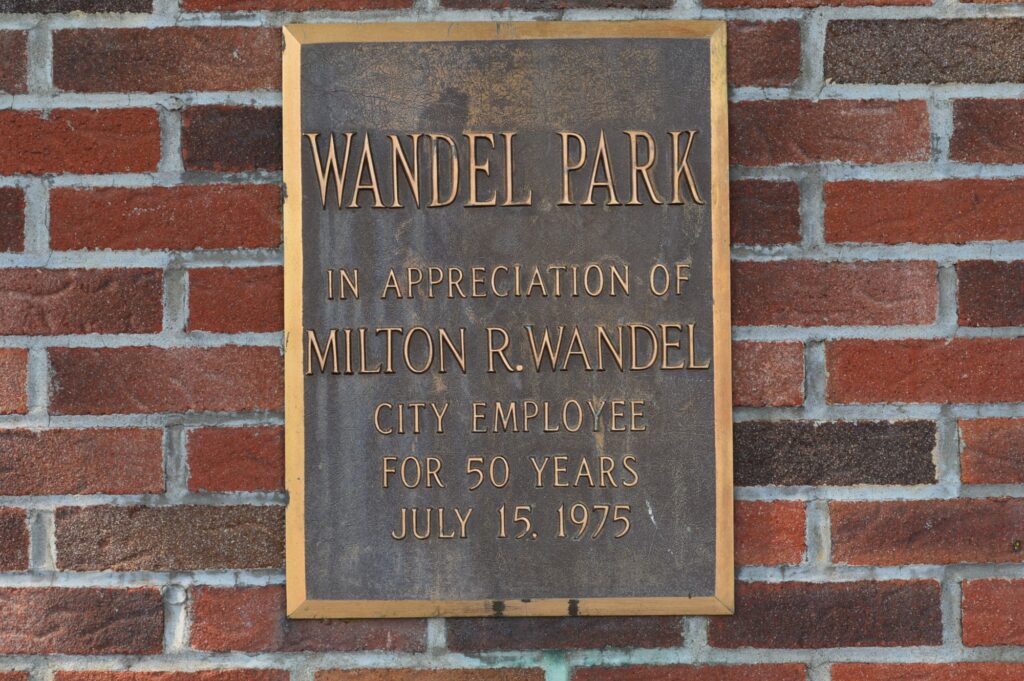 WANDEL PARK
IN APPRECIATION OF
MILTON R. WANDEL
CITY EMPLOYEE
FOR 50 YEARS
JULY 15, 1975